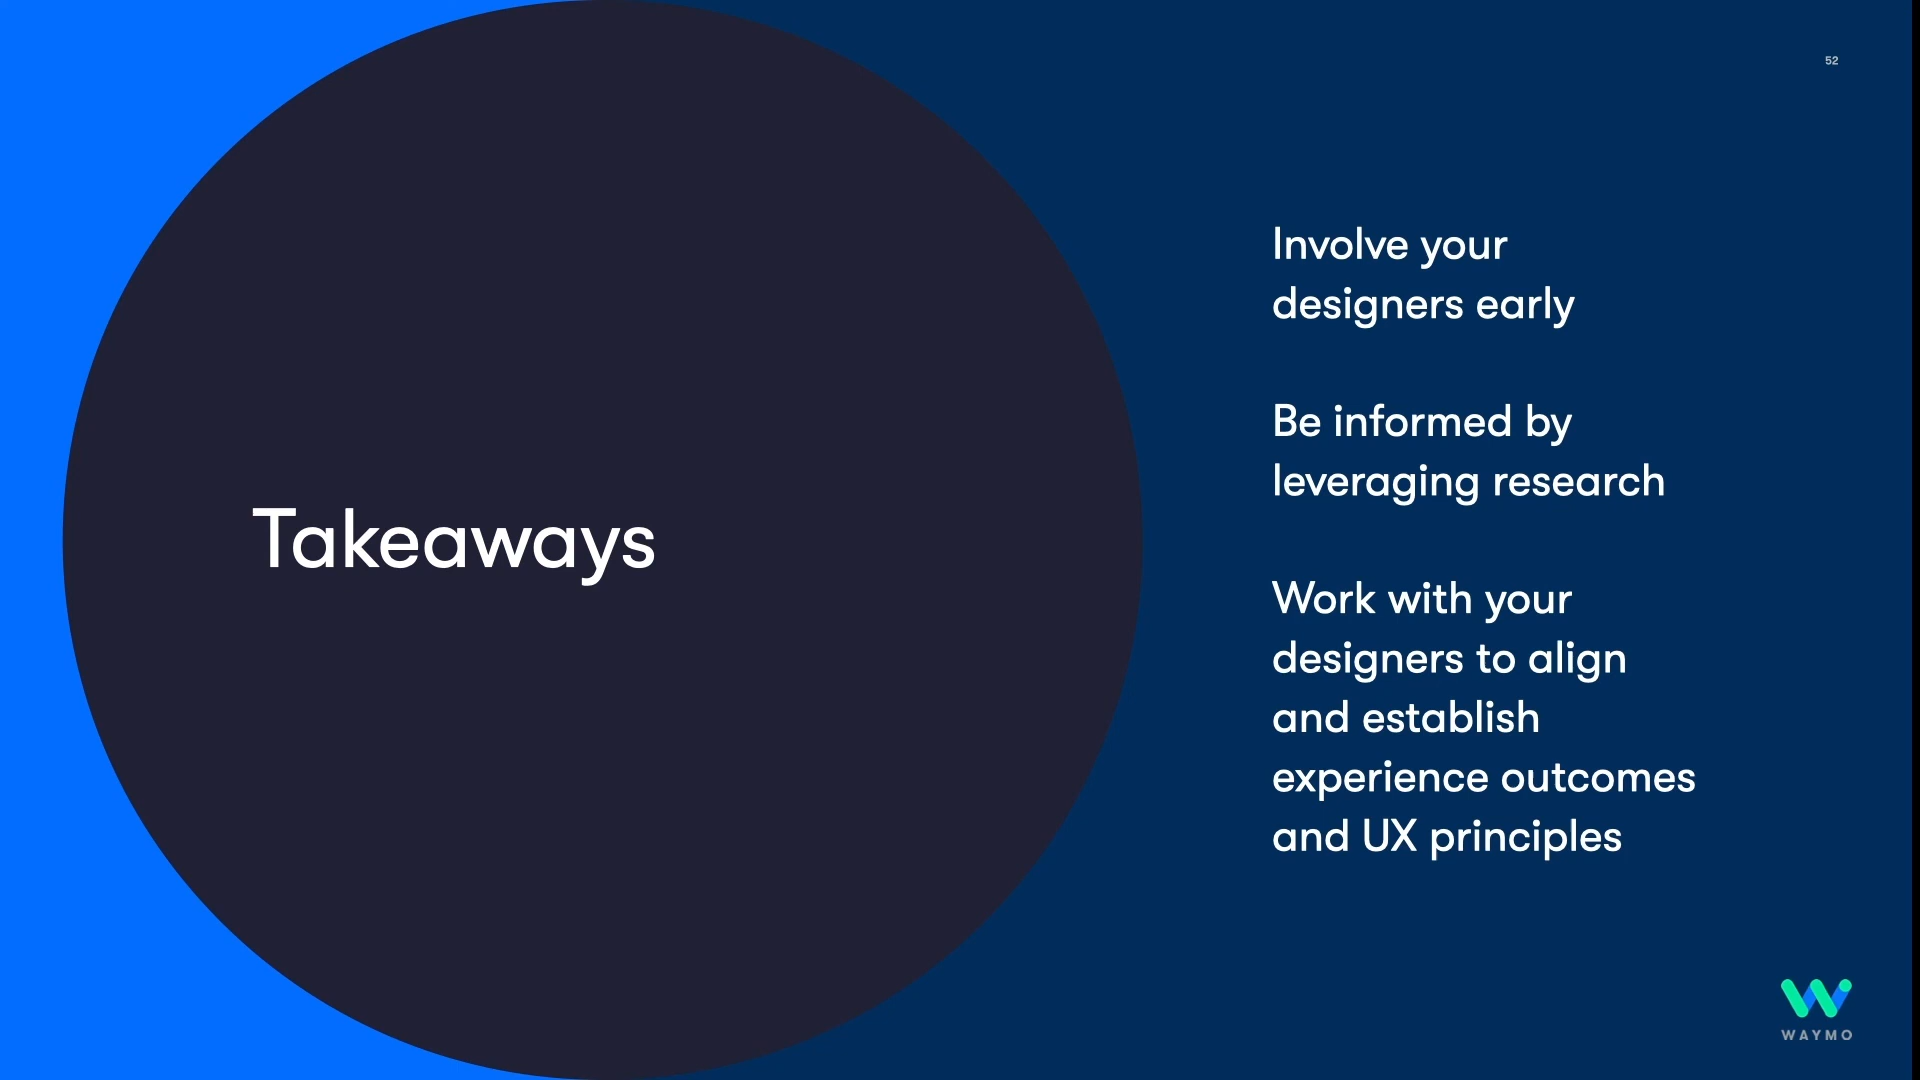 52
Takeaways
Involve your
designers early
Be informed by
leveraging research
Work with your
designers to align
and establish
experience outcomes
and UX principles
WAYMO